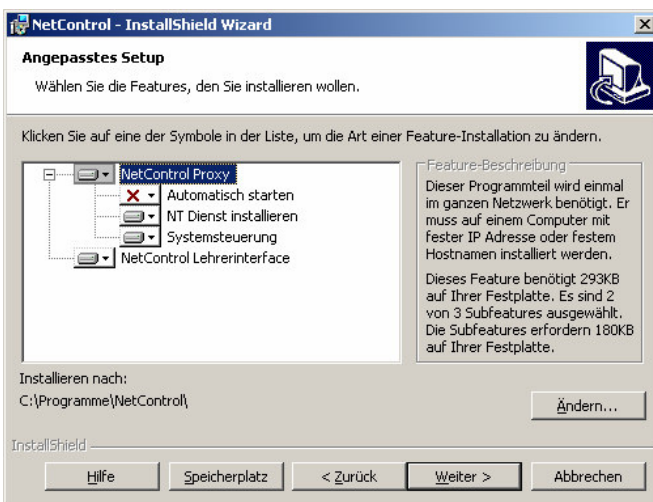 NetControl - InstallShield Wizard
Angepasstes Setup
Wählen Sie die Features, den Sie installieren wollen.
Klicken Sie auf eine der Symbole in der Liste, um die Art einer Feature-Installation zu ändern.
NetControl Proxy
Automatisch starten
NT Dienst installieren
Systemsteuerung
NetControl Lehrerinterface
Feature-Beschreibung
Dieser Programmteil wird einmal
im ganzen Netzwerk benötigt. Er
muss auf einem Computer mit
fester IP Adresse oder festem
Hostnamen installiert werden.
Dieses Feature benötigt 293KB
auf Ihrer Festplatte. Es sind 2
von 3 Subfeatures ausgewählt.
Die Subfeatures erfordern 180KB
auf Ihrer Festplatte.
Installieren nach:
C:\Programme\NetControl\
Ändern...
InstallShield
Hilfe
Speicherplatz
< Zurück
Weiter >
Abbrechen